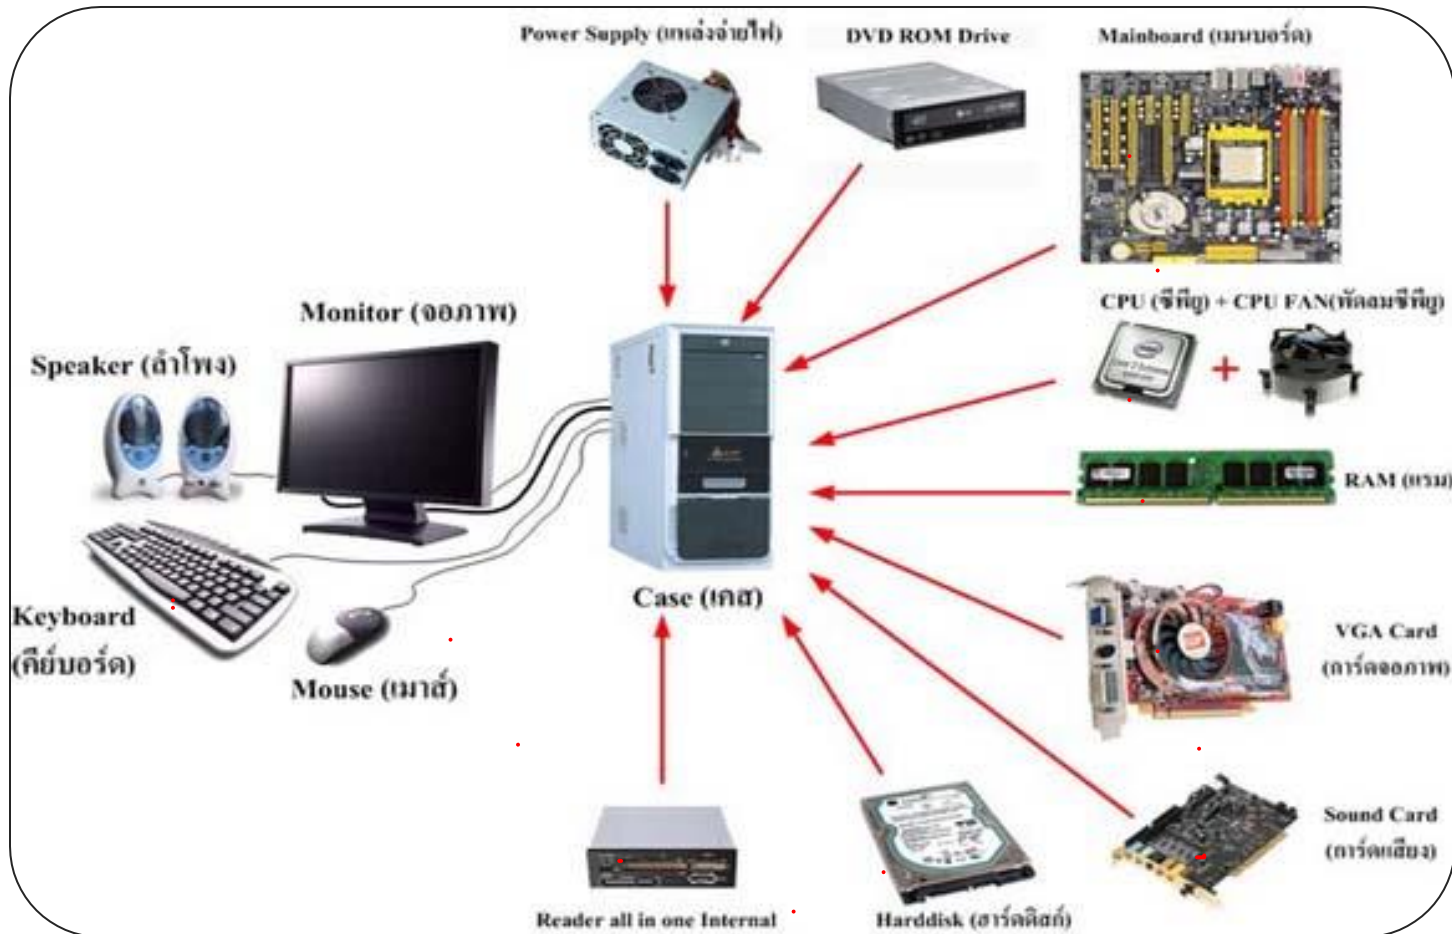 Power Supply (แหล่งจ่ายไฟ)
DVD ROM Drive
Mainboard (เมนบอร์ด)
CPU (ซีพียู) + CPU FAN(พัดลมซีพียู)
Monitor (จอภาพ)
Speaker (ลำโพง)
RAM (แรม)
Case (เคส)
Keyboard
(คีย์บอร์ด)
Mouse (เมาส์)
VGA Card
(การ์ดจอภาพ)
Sound Card
(การ์ดเสียง)
Reader all in one Internal
Harddisk (ฮาร์ดดิสก์)